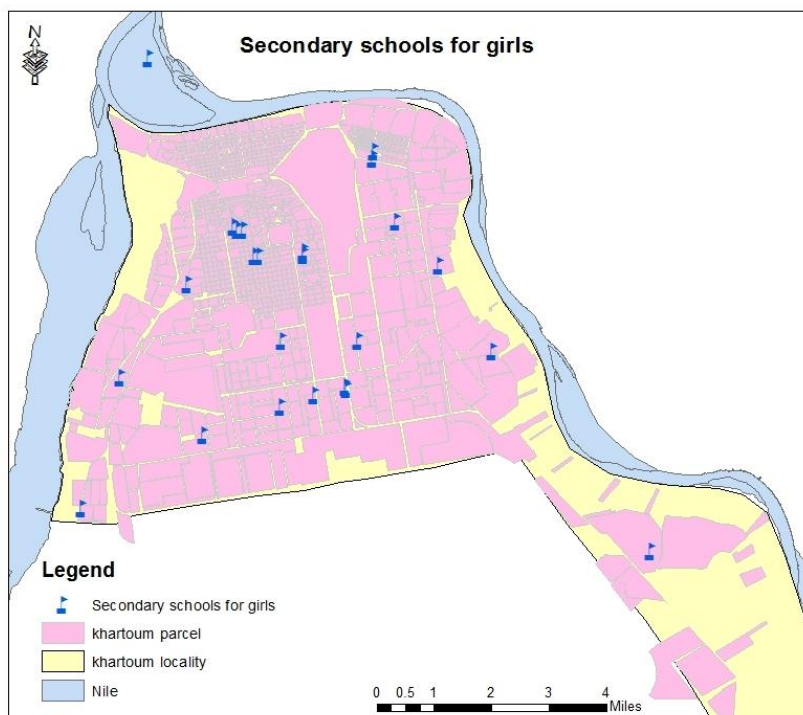 Secondary schools for girls
N
Legend
Secondary schools for girls
khartoum parcel
khartoum locality
Nile
0 0.5 1 2 3 4
Miles